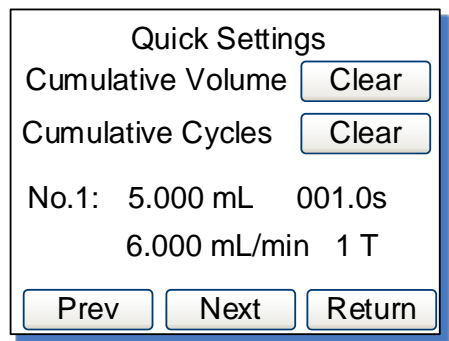 Quick Settings
Cumulative Volume Clear
Cumulative Cycles Clear
No.1: 5.000 mL 001.0s
6.000 mL/min 1 T
Prev Next Return